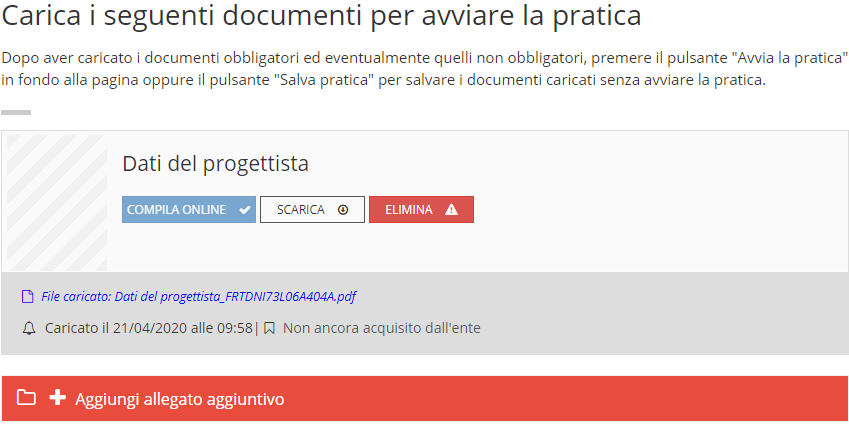 Carica i seguenti documenti per avviare la pratica
Dopo aver caricato i documenti obbligatori ed eventualmente quelli non obbligatori, premere il pulsante "Avvia la pratica"
in fondo alla pagina oppure il pulsante "Salva pratica" per salvare i documenti caricati senza avviare la pratica.
Dati del progettista
COMPILA ONLINE SCARICA ELIMINA
File caricato: Dati del progettista_FRTDNI73L06A404A.pdf
Caricato il 21/04/2020 alle 09:58| Non ancora acquisito dall'ente
Aggiungi allegato aggiuntivo